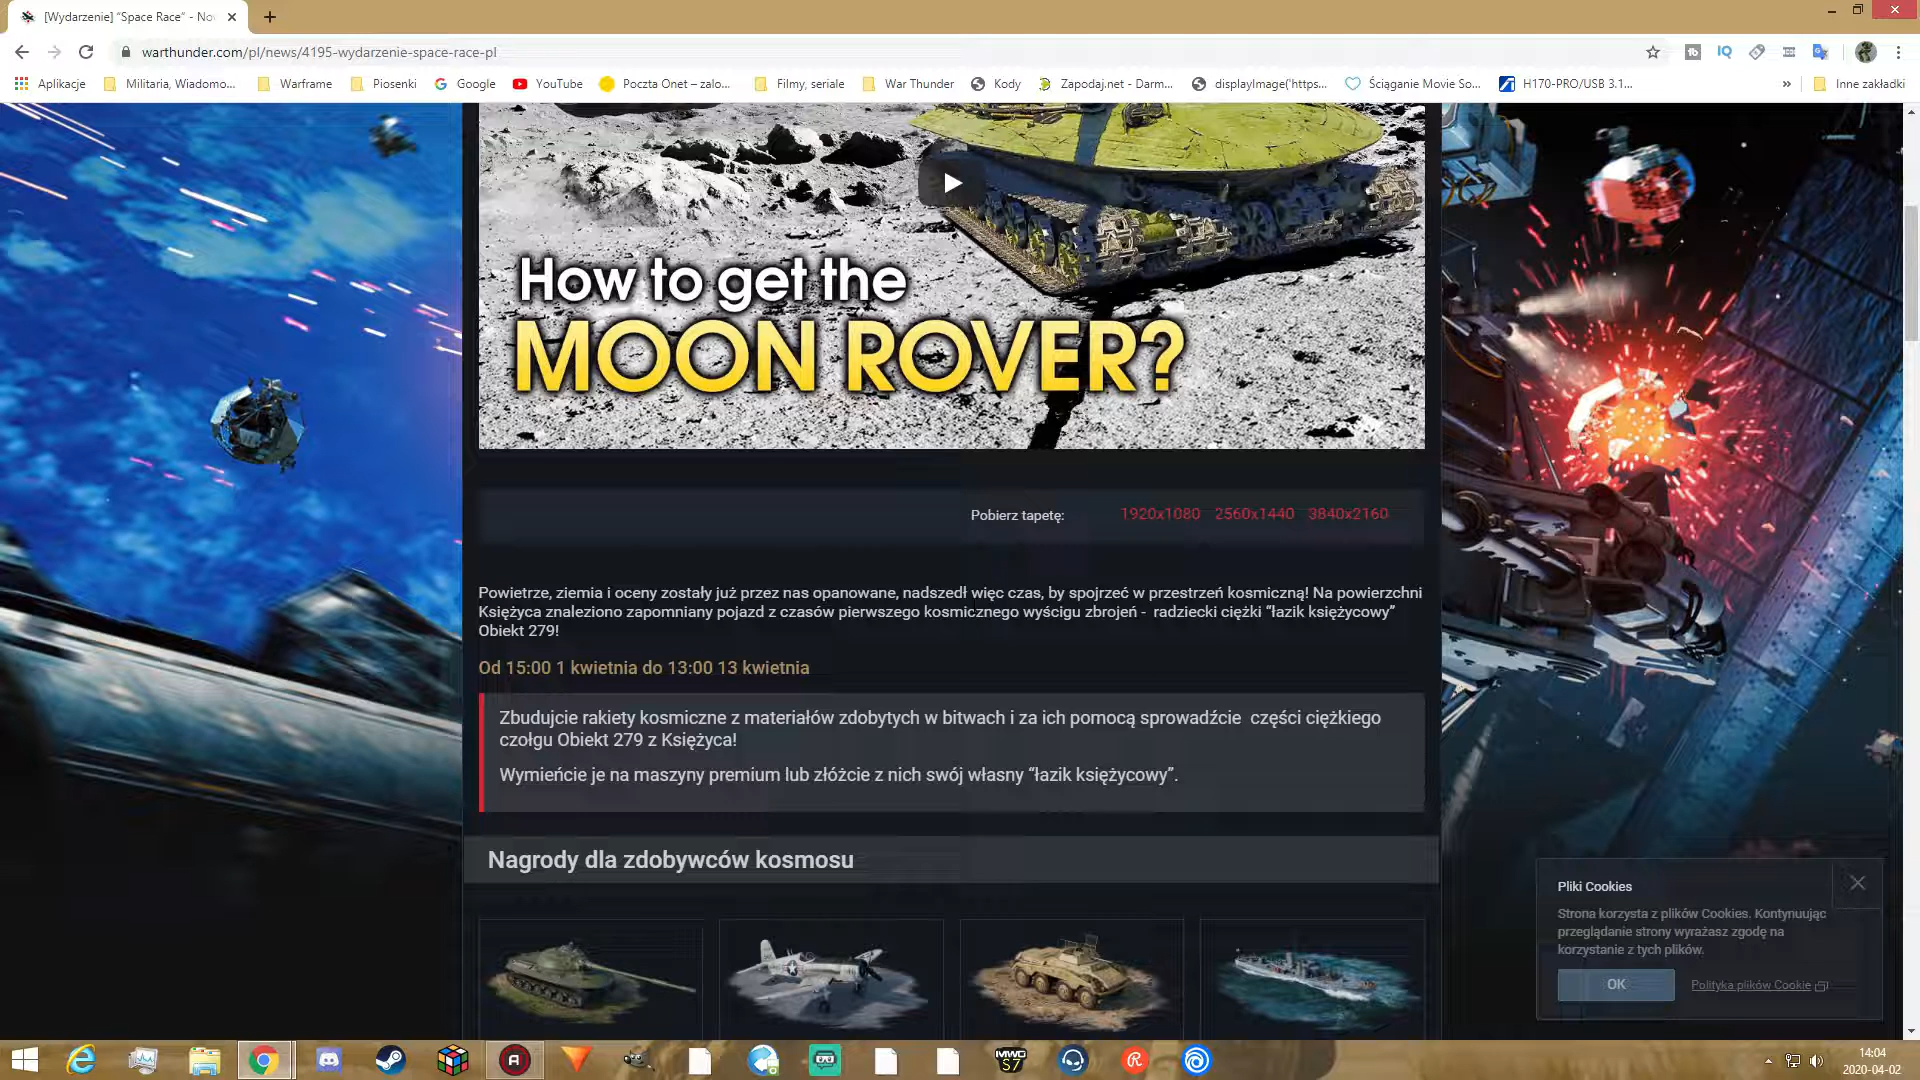 [Wydarzenie] “Space Race” - No
warthunder.com/pl/news/4195-wydarzenie-space-race-pl
Aplikacje Militaria, Wiadomo... Warframe Piosenki Google YouTube Poczta Onet – zalo... Filmy, seriale War Thunder Kody Zapodaj.net - Darm... displayImage('https... Ściąganie Movie So... H170-PRO/USB 3.1... » Inne zakładki
How to get the
MOON ROVER?
Pobierz tapetę: 1920x1080 2560x1440 3840x2160
Powietrze, ziemia i oceny zostały już przez nas opanowane, nadszedł więc czas, by spojrzeć w przestrzeń kosmiczną! Na powierzchni
Księżyca znaleziono zapomniany pojazd z czasów pierwszego kosmicznego wyścigu zbrojeń - radziecki ciężki “łazik księżycowy”
Obiekt 279!
Od 15:00 1 kwietnia do 13:00 13 kwietnia
Zbudujcie rakiety kosmiczne z materiałów zdobytych w bitwach i za ich pomocą sprowadźcie części ciężkiego
czołgu Obiekt 279 z Księżyca!
Wymieńcie je na maszyny premium lub złóżcie z nich swój własny “łazik księżycowy”.
Nagrody dla zdobywców kosmosu
Pliki Cookies
Strona korzysta z plików Cookies. Kontynuując
przeglądanie strony wyrażasz zgodę na
korzystanie z tych plików.
OK Polityka plików Cookie
MWG
S7
14:04
2020-04-02